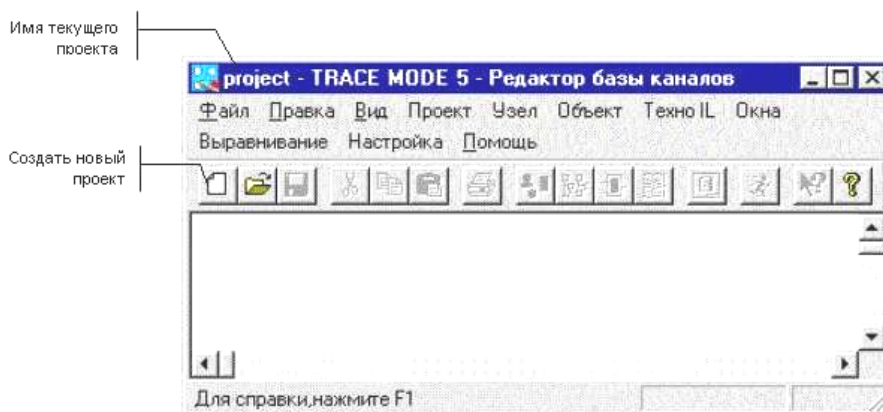 Имя текущего
проекта
project - TRACE MODE 5 - Редактор базы каналов
Файл Правка Вид Проект Узел Объект Техно IL Окна
Выравнивание Настройка Помощь
Создать новый
проект
Для справки,нажмите F1